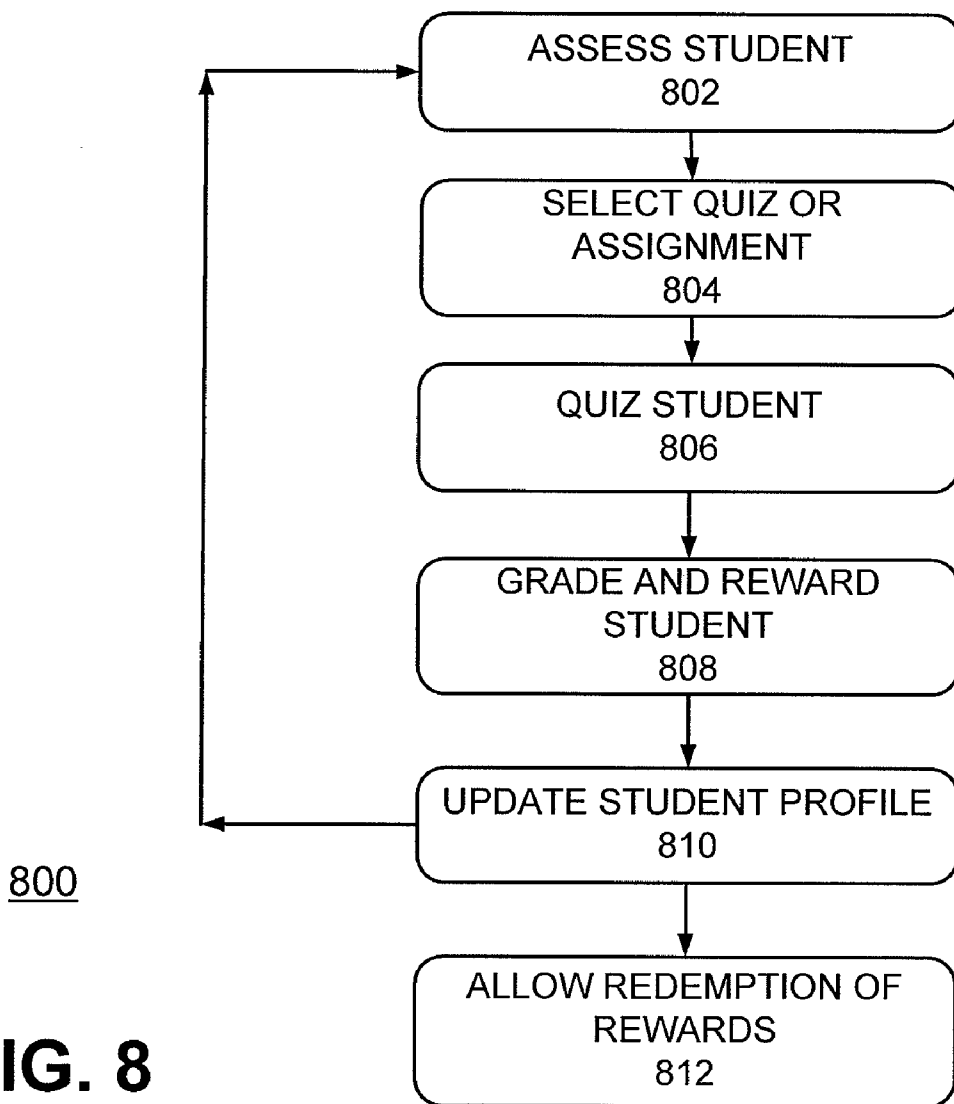 ASSESS STUDENT
802
SELECT QUIZ OR
ASSIGNMENT
804
QUIZ STUDENT
806
GRADE AND REWARD
STUDENT
808
UPDATE STUDENT PROFILE
810
800
ALLOW REDEMPTION OF
REWARDS
812
IG. 8